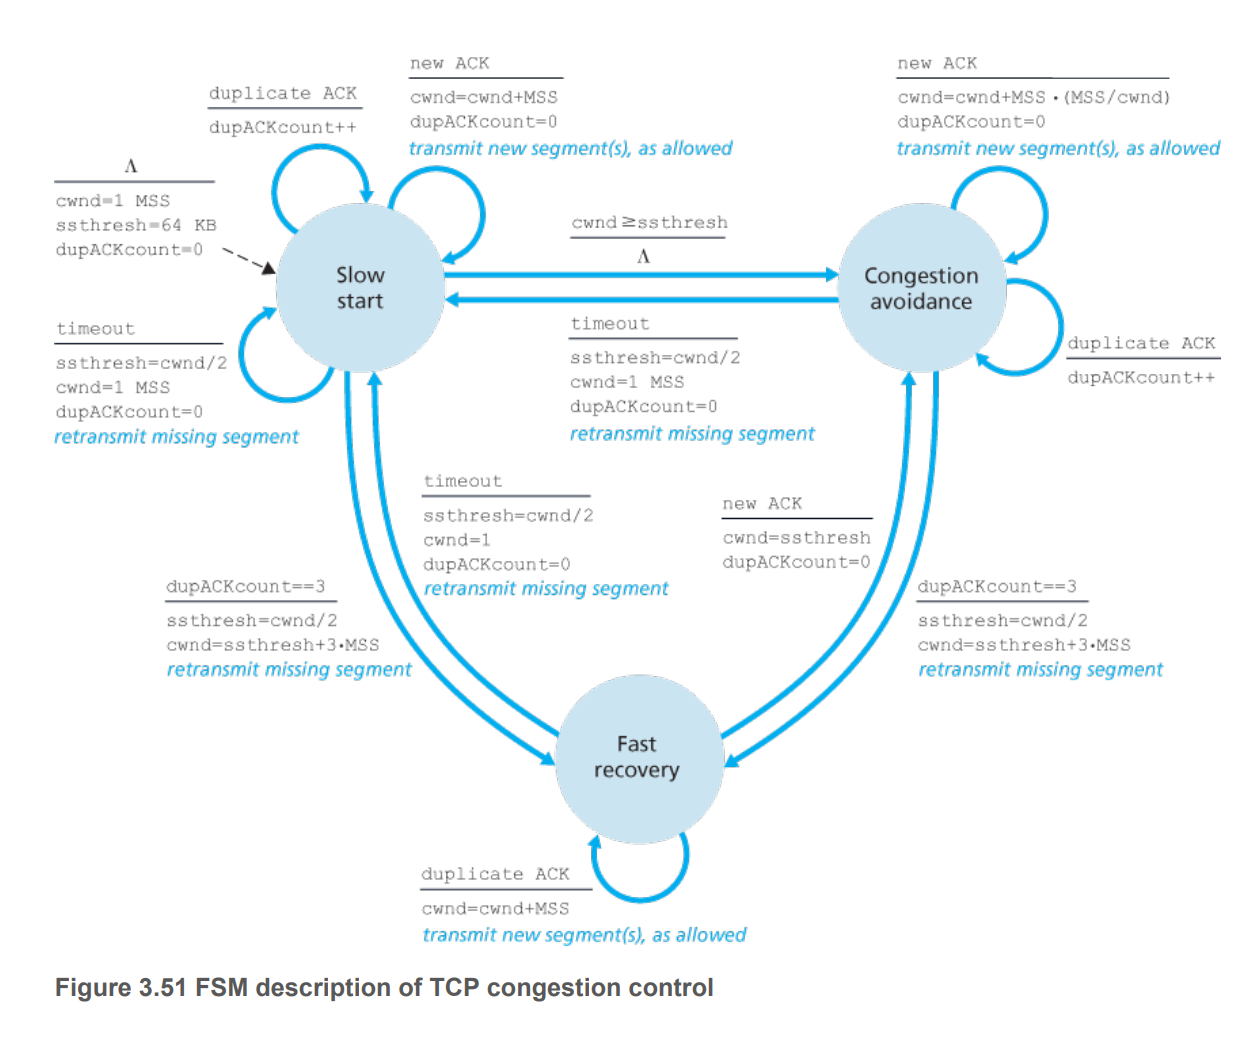 new ACK
cwnd=cwnd+MSS
dupACKcount=0
transmit new segment(s), as allowed
new ACK
cwnd=cwnd+MSS·(MSS/cwnd)
dupACKcount=0
transmit new segment(s), as allowed
duplicate ACK
dupACKcount++
Λ
cwnd=1 MSS
ssthresh=64 KB
dupACKcount=0
cwnd≥ssthresh
Λ
Slow
start
Congestion
avoidance
timeout
ssthresh=cwnd/2
cwnd=1 MSS
dupACKcount=0
retransmit missing segment
timeout
ssthresh=cwnd/2
cwnd=1 MSS
dupACKcount=0
retransmit missing segment
duplicate ACK
dupACKcount++
timeout
ssthresh=cwnd/2
cwnd=1
dupACKcount=0
retransmit missing segment
new ACK
cwnd=ssthresh
dupACKcount=0
dupACKcount==3
ssthresh=cwnd/2
cwnd=ssthresh+3·MSS
retransmit missing segment
dupACKcount==3
ssthresh=cwnd/2
cwnd=ssthresh+3·MSS
retransmit missing segment
Fast
recovery
duplicate ACK
cwnd=cwnd+MSS
transmit new segment(s), as allowed
Figure 3.51 FSM description of TCP congestion control